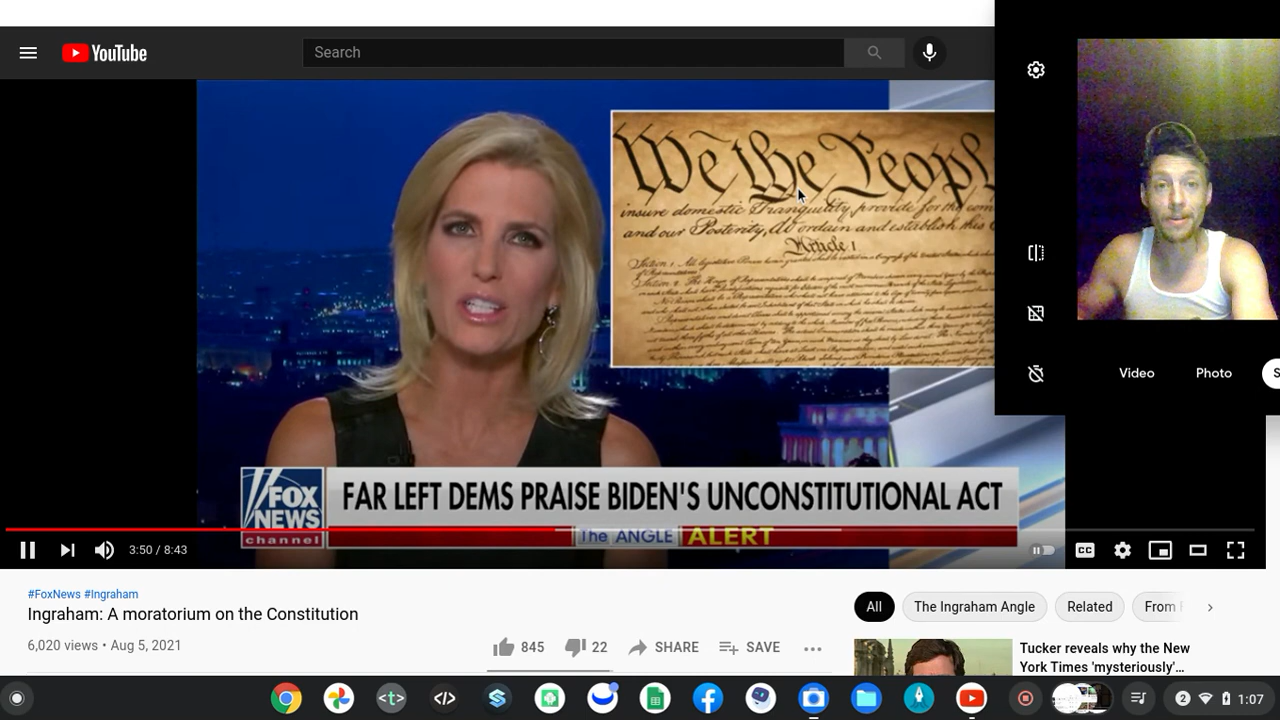 YouTube
Search
We the Peopl
insure domestic Tranquility, provide for the com
and our Posterity, do ordain and establish this
Article I
FOX
NEWS
channel
FAR LEFT DEMS PRAISE BIDEN'S UNCONSTITUTIONAL ACT
The ANGLE ALERT
Video
Photo
S
3:50 / 8:43
CC
#FoxNews #Ingraham
Ingraham: A moratorium on the Constitution
6,020 views • Aug 5, 2021
845
22
SHARE
SAVE
All
The Ingraham Angle
Related
From F
Tucker reveals why the New
York Times 'mysteriously'...
<t>
</>
2
1:07